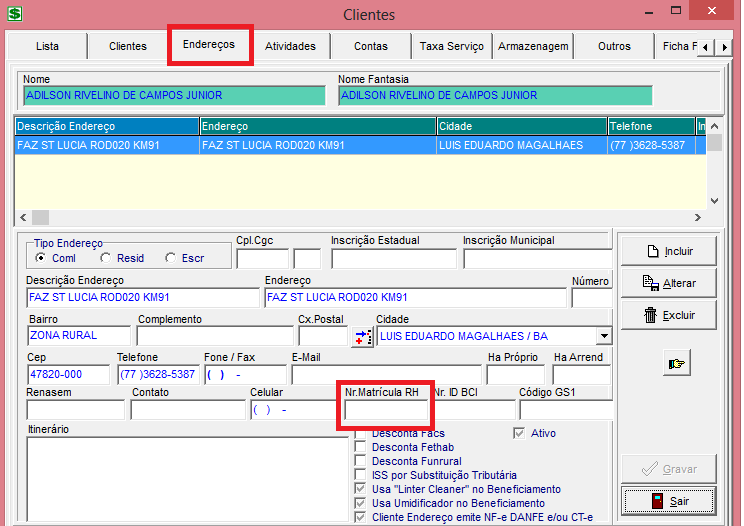 Clientes
Lista Clientes Endereços Atividades Contas Taxa Serviço Armazenagem Outros Ficha F
Nome Nome Fantasia
ADILSON RIVELINO DE CAMPOS JUNIOR ADILSON RIVELINO DE CAMPOS JUNIOR
Descrição Endereço Endereço Cidade Telefone In
FAZ ST LUCIA ROD020 KM91 FAZ ST LUCIA ROD020 KM91 LUIS EDUARDO MAGALHAES (77 )3628-5387
Tipo Endereço Cpl.Cgc Inscrição Estadual Inscrição Municipal
Coml Resid Escr
Incluir
Descrição Endereço Endereço Número
FAZ ST LUCIA ROD020 KM91 FAZ ST LUCIA ROD020 KM91
Alterar
Bairro Complemento Cx.Postal Cidade
ZONA RURAL LUIS EDUARDO MAGALHAES / BA
Excluir
Cep Telefone Fone / Fax E-Mail Ha Próprio Ha Arrend
47820-000 (77 )3628-5387 ( ) -
Renasem Contato Celular Nr.Matrícula RH Nr. ID BCI Código GS1
( ) -
Itinerário
Desconta Facs Ativo
Desconta Fethab
Desconta Funrural
ISS por Substituição Tributária
Usa "Linter Cleaner" no Beneficiamento
Usa Umidificador no Beneficiamento
Cliente Endereço emite NF-e DANFE e/ou CT-e
Gravar
Sair